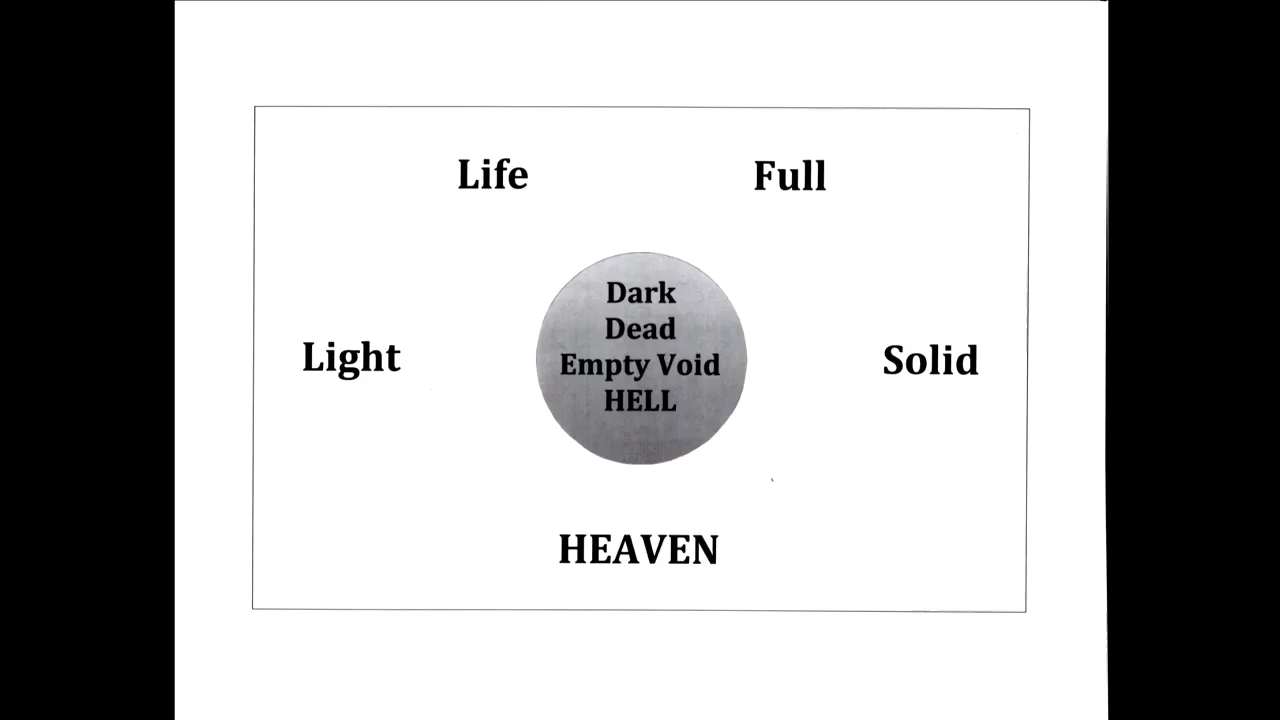 Life Full
Dark
Dead
Light Empty Void Solid
HELL
HEAVEN